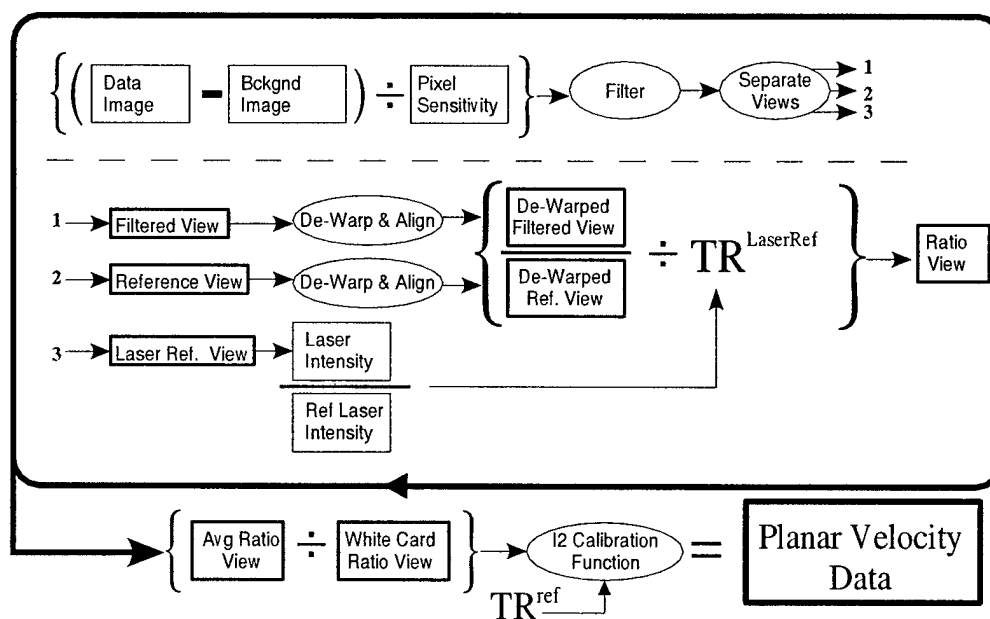 { ( Data Image - Bckgnd Image ) ÷ Pixel Sensitivity }
Filter
Separate Views
1
2
3
1
Filtered View
De-Warp & Align
2
Reference View
De-Warp & Align
3
Laser Ref. View
Laser
Intensity
Ref Laser
Intensity
De-Warped
Filtered View
De-Warped
Ref. View
÷ TR^LaserRef
Ratio
View
Avg Ratio
View
÷
White Card
Ratio View
I2 Calibration
Function
TR^ref
=
Planar Velocity
Data